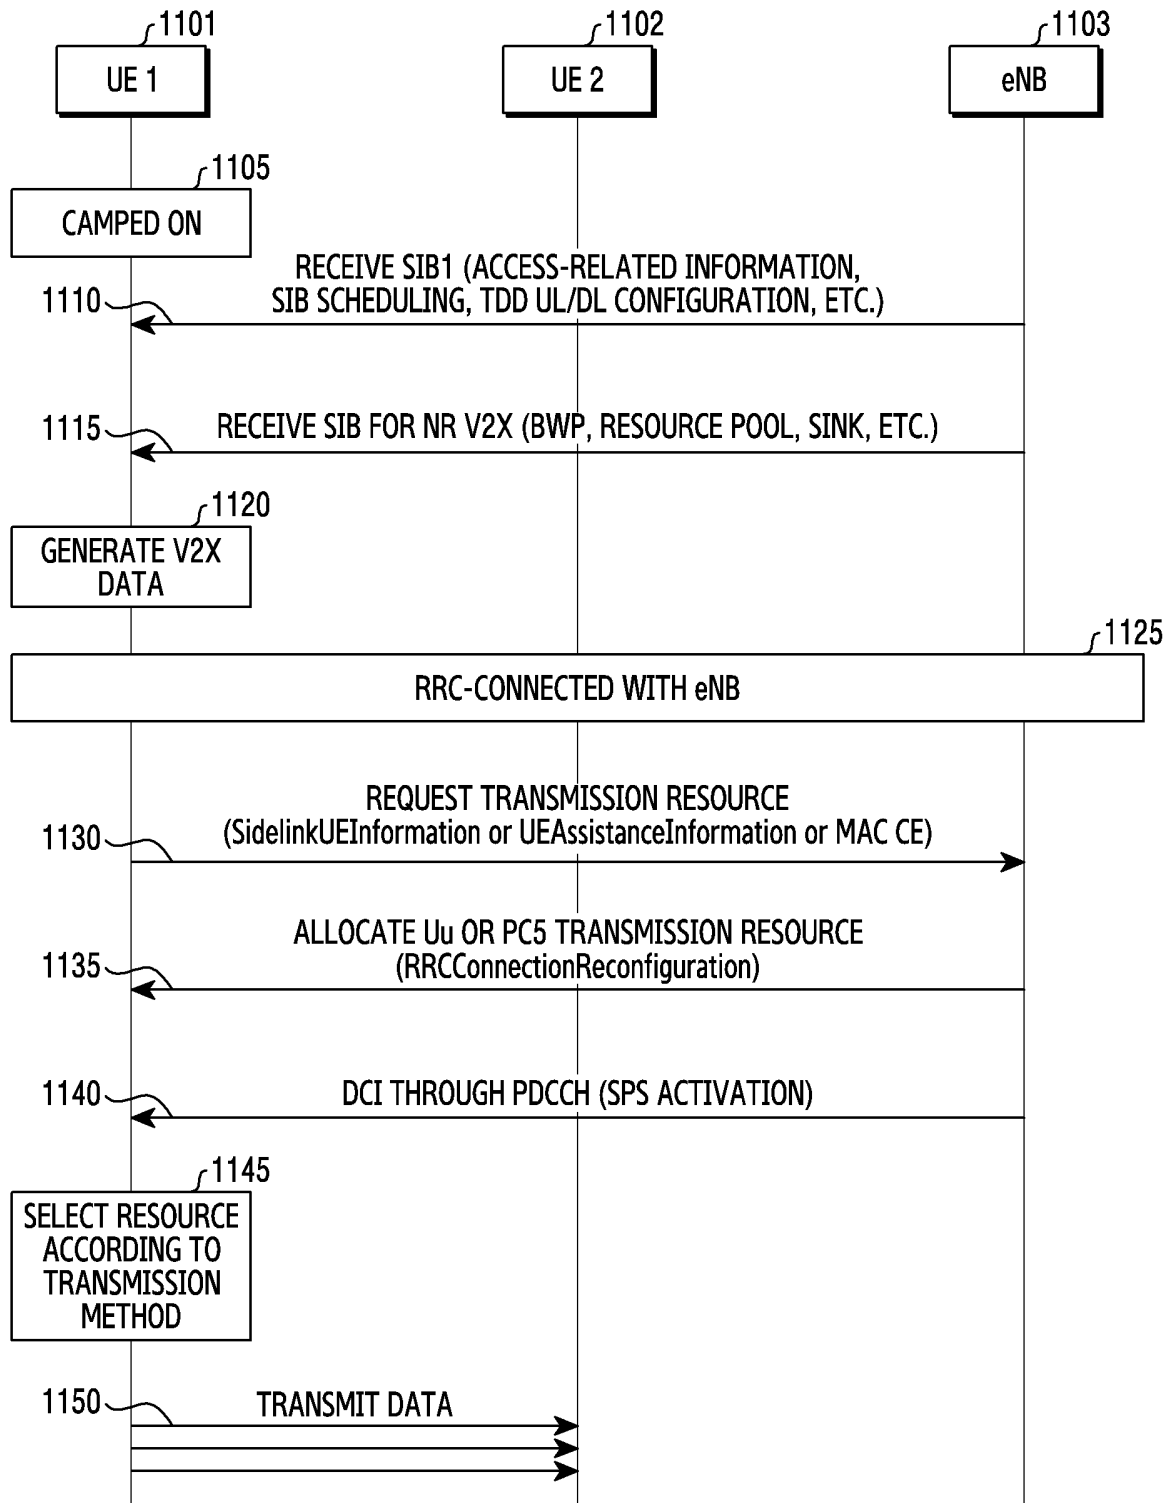 1101
1102
1103
UE 1
UE 2
eNB
1105
CAMPED ON
RECEIVE SIB1 (ACCESS-RELATED INFORMATION,
SIB SCHEDULING, TDD UL/DL CONFIGURATION, ETC.)
1110
RECEIVE SIB FOR NR V2X (BWP, RESOURCE POOL, SINK, ETC.)
1115
1120
GENERATE V2X
DATA
1125
RRC-CONNECTED WITH eNB
REQUEST TRANSMISSION RESOURCE
(SidelinkUEInformation or UEAssistanceInformation or MAC CE)
1130
ALLOCATE Uu OR PC5 TRANSMISSION RESOURCE
(RRCConnectionReconfiguration)
1135
DCI THROUGH PDCCH (SPS ACTIVATION)
1140
1145
SELECT RESOURCE
ACCORDING TO
TRANSMISSION
METHOD
1150
TRANSMIT DATA